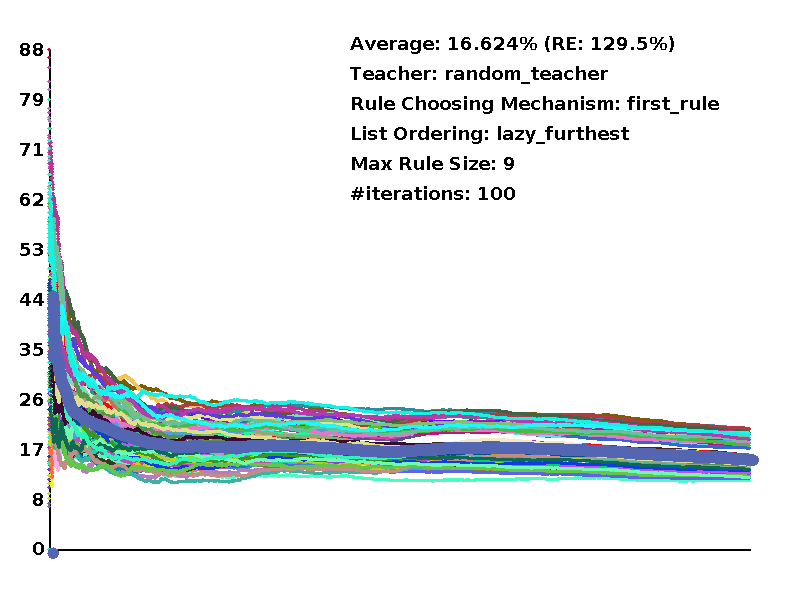 Average: 16.624% (RE: 129.5%)
Teacher: random_teacher
Rule Choosing Mechanism: first_rule
List Ordering: lazy_furthest
Max Rule Size: 9
#iterations: 100
88
79
71
62
53
44
35
26
17
8
0